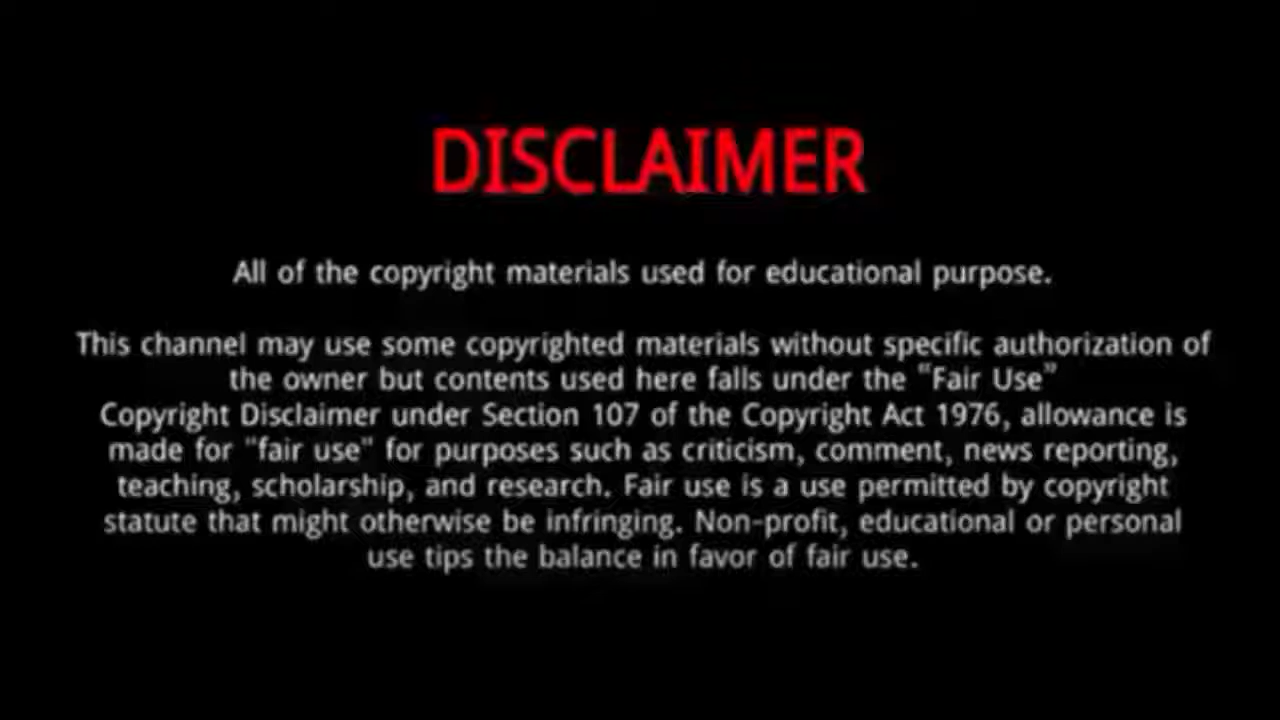 DISCLAIMER
All of the copyright materials used for educational purpose.
This channel may use some copyrighted materials without specific authorization of
the owner but contents used here falls under the “Fair Use”
Copyright Disclaimer under Section 107 of the Copyright Act 1976, allowance is
made for "fair use" for purposes such as criticism, comment, news reporting,
teaching, scholarship, and research. Fair use is a use permitted by copyright
statute that might otherwise be infringing. Non-profit, educational or personal
use tips the balance in favor of fair use.